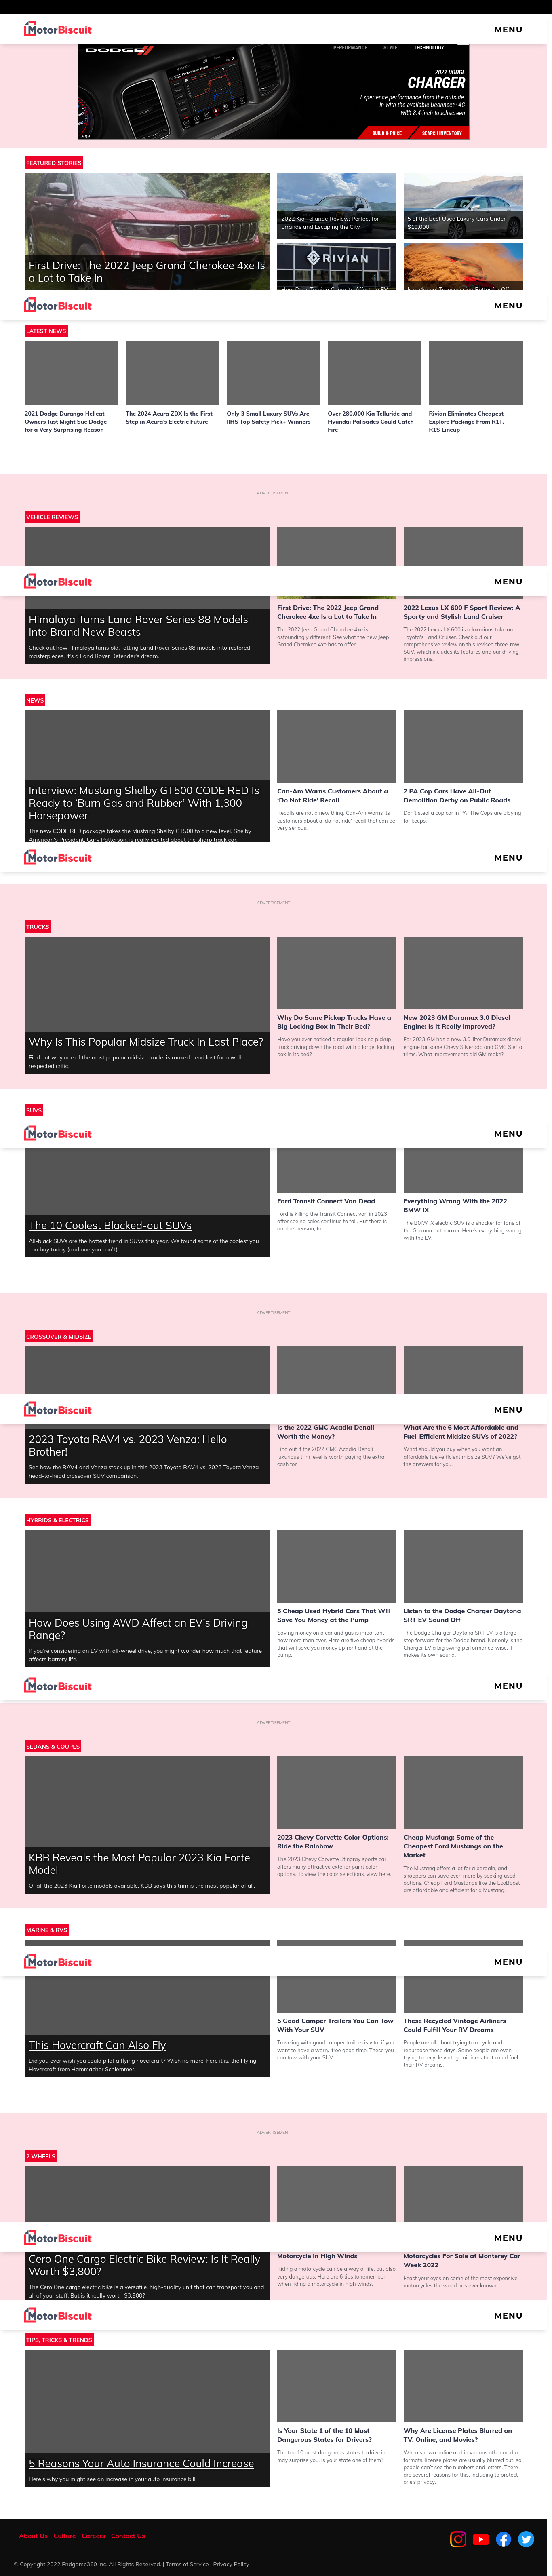 MotorBiscuit
MENU
DODGE
PERFORMANCE STYLE TECHNOLOGY
2022 DODGE
CHARGER
Experience performance from the outside,
in with the available Uconnect® 4C
with 8.4-inch touchscreen
Legal
BUILD & PRICE
SEARCH INVENTORY
FEATURED STORIES
First Drive: The 2022 Jeep Grand Cherokee 4xe Is
a Lot to Take In
2022 Kia Telluride Review: Perfect for
Errands and Escaping the City
5 of the Best Used Luxury Cars Under
$10,000
RIVIAN
MotorBiscuit
MENU
LATEST NEWS
2021 Dodge Durango Hellcat
Owners Just Might Sue Dodge
for a Very Surprising Reason
The 2024 Acura ZDX Is the First
Step in Acura's Electric Future
Only 3 Small Luxury SUVs Are
IIHS Top Safety Pick+ Winners
Over 280,000 Kia Telluride and
Hyundai Palisades Could Catch
Fire
Rivian Eliminates Cheapest
Explore Package From R1T,
R1S Lineup
ADVERTISEMENT
VEHICLE REVIEWS
MotorBiscuit
MENU
Himalaya Turns Land Rover Series 88 Models
Into Brand New Beasts
Check out how Himalaya turns old, rotting Land Rover Series 88 models into restored
masterpieces. It's a Land Rover Defender's dream.
First Drive: The 2022 Jeep Grand
Cherokee 4xe Is a Lot to Take In
The 2022 Jeep Grand Cherokee 4xe is
astoundingly different. See what the new Jeep
Grand Cherokee 4xe has to offer.
2022 Lexus LX 600 F Sport Review: A
Sporty and Stylish Land Cruiser
The 2022 Lexus LX 600 is a luxurious take on
Toyota's Land Cruiser. Check out our
comprehensive review on this revised three-row
SUV, which includes its features and our driving
impressions.
NEWS
Interview: Mustang Shelby GT500 CODE RED Is
Ready to 'Burn Gas and Rubber' With 1,300
Horsepower
The new CODE RED package takes the Mustang Shelby GT500 to a new level. Shelby
American's President, Gary Patterson, is really excited about the sharp track car.
Can-Am Warns Customers About a
'Do Not Ride' Recall
Recalls are not a new thing. Can-Am warns its
customers about a 'do not ride' recall that can be
very serious.
2 PA Cop Cars Have All-Out
Demolition Derby on Public Roads
Don't steal a cop car in PA. The Cops are playing
for keeps.
MotorBiscuit
MENU
ADVERTISEMENT
TRUCKS
Why Is This Popular Midsize Truck In Last Place?
Find out why one of the most popular midsize trucks is ranked dead last for a well-
respected critic.
Why Do Some Pickup Trucks Have a
Big Locking Box In Their Bed?
Have you ever noticed a regular-looking pickup
truck driving down the road with a large, locking
box in its bed?
New 2023 GM Duramax 3.0 Diesel
Engine: Is It Really Improved?
For 2023 GM has a new 3.0-liter Duramax diesel
engine for some Chevy Silverado and GMC Sierra
trims. What improvements did GM make?
SUVS
MotorBiscuit
MENU
The 10 Coolest Blacked-out SUVs
All-black SUVs are the hottest trend in SUVs this year. We found some of the coolest you
can buy today (and one you can't).
Ford Transit Connect Van Dead
Ford is killing the Transit Connect van in 2023
after seeing sales continue to fall. But there is
another reason, too.
Everything Wrong With the 2022
BMW iX
The BMW iX electric SUV is a shocker for fans of
the German automaker. Here's everything wrong
with the EV.
ADVERTISEMENT
CROSSOVER & MIDSIZE
MotorBiscuit
MENU
2023 Toyota RAV4 vs. 2023 Venza: Hello
Brother!
See how the RAV4 and Venza stack up in this 2023 Toyota RAV4 vs. 2023 Toyota Venza
head-to-head crossover SUV comparison.
Is the 2022 GMC Acadia Denali
Worth the Money?
Find out if the 2022 GMC Acadia Denali
luxurious trim level is worth paying the extra
cash for.
What Are the 6 Most Affordable and
Fuel-Efficient Midsize SUVs of 2022?
What should you buy when you want an
affordable fuel-efficient midsize SUV? We've got
the answers for you.
HYBRIDS & ELECTRICS
How Does Using AWD Affect an EV's Driving
Range?
If you're considering an EV with all-wheel drive, you might wonder how much that feature
affects battery life.
5 Cheap Used Hybrid Cars That Will
Save You Money at the Pump
Saving money on a car and gas is important
now more than ever. Here are five cheap hybrids
that will save you money upfront and at the
pump.
Listen to the Dodge Charger Daytona
SRT EV Sound Off
The Dodge Charger Daytona SRT EV is a large
step forward for the Dodge brand. Not only is the
Charger EV a big swing performance-wise, it
makes its own sound.
MotorBiscuit
MENU
ADVERTISEMENT
SEDANS & COUPES
KBB Reveals the Most Popular 2023 Kia Forte
Model
Of all the 2023 Kia Forte models available, KBB says this trim is the most popular of all.
2023 Chevy Corvette Color Options:
Ride the Rainbow
The 2023 Chevy Corvette Stingray sports car
offers many attractive exterior paint color
options. To view the color selections, view here.
Cheap Mustang: Some of the
Cheapest Ford Mustangs on the
Market
The Mustang offers a lot for a bargain, and
shoppers can save even more by seeking used
options. Cheap Ford Mustangs like the EcoBoost
are affordable and efficient for a Mustang.
MARINE & RVS
MotorBiscuit
MENU
This Hovercraft Can Also Fly
Did you ever wish you could pilot a flying hovercraft? Wish no more, here it is, the Flying
Hovercraft from Hammacher Schlemmer.
5 Good Camper Trailers You Can Tow
With Your SUV
Traveling with good camper trailers is vital if you
want to have a worry-free good time. These you
can tow with your SUV.
These Recycled Vintage Airliners
Could Fulfill Your RV Dreams
People are all about trying to recycle and
repurpose those days. Some people are even
trying to recycle vintage airliners that could fuel
their RV dreams.
ADVERTISEMENT
2 WHEELS
MotorBiscuit
MENU
Cero One Cargo Electric Bike Review: Is It Really
Worth $3,800?
The Cero One cargo electric bike is a versatile, high-quality unit that can transport you and
all of your stuff. But is it really worth $3,800?
Motorcycle in High Winds
Riding a motorcycle can be a way of life, but also
very dangerous. Here are 6 tips to remember
when riding a motorcycle in high winds.
Motorcycles For Sale at Monterey Car
Week 2022
Feast your eyes on some of the most expensive
motorcycles the world has ever known.
MotorBiscuit
MENU
TIPS, TRICKS & TRENDS
5 Reasons Your Auto Insurance Could Increase
Here's why you might see an increase in your auto insurance bill.
Is Your State 1 of the 10 Most
Dangerous States for Drivers?
The top 10 most dangerous states to drive in
may surprise you. Is your state one of them?
Why Are License Plates Blurred on
TV, Online, and Movies?
When shown online and in various other media
formats, license plates are usually blurred out, so
people can't see the numbers and letters. There
are several reasons for this, including to protect
one's privacy.
About Us Culture Careers Contact Us
© Copyright 2022 Endgame360 Inc. All Rights Reserved. | Terms of Service | Privacy Policy